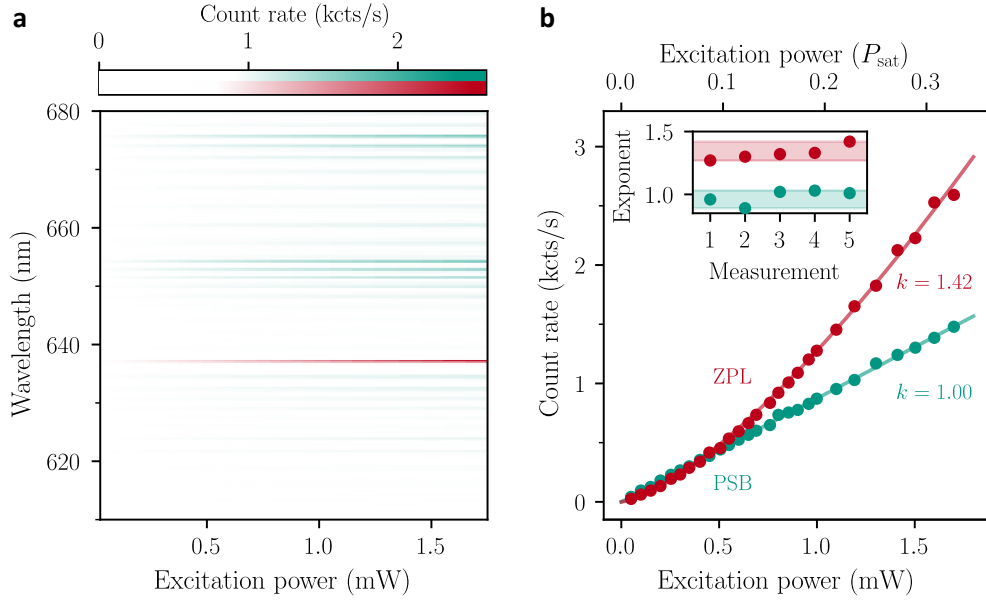 a
Count rate (kcts/s)
0 1 2
Wavelength (nm)
680
660
640
620
0.5 1.0 1.5
Excitation power (mW)
b
Excitation power (P_sat)
0.0 0.1 0.2 0.3
Count rate (kcts/s)
3
2
1
0
Exponent
1.5
1.0
1 2 3 4 5
Measurement
k = 1.42
ZPL
k = 1.00
PSB
0.0 0.5 1.0 1.5
Excitation power (mW)